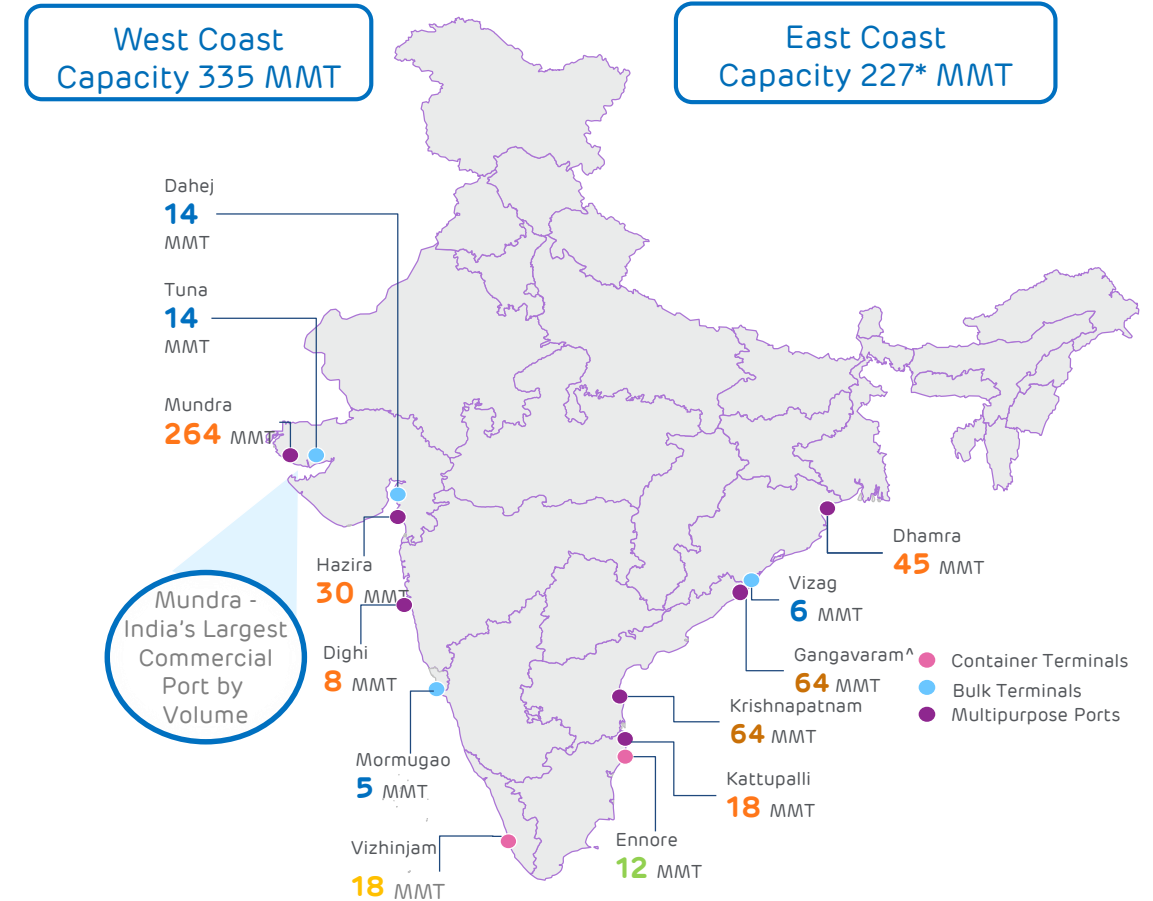 West Coast
Capacity 335 MMT
East Coast
Capacity 227* MMT
Dahej
14
MMT
Tuna
14
MMT
Mundra
264 MMT
Hazira
30 MMT
Mundra -
India's Largest
Commercial
Port by
Volume
Dighi
8 MMT
Mormugao
5 MMT
Vizhinjam
18 MMT
Dhamra
45 MMT
Vizag
6 MMT
Gangavaram^
64 MMT
Krishnapatnam
64 MMT
Kattupalli
18 MMT
Ennore
12 MMT
Container Terminals
Bulk Terminals
Multipurpose Ports